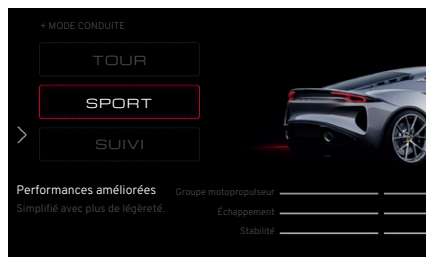 + MODE CONDUITE
TOUR
SPORT
SUIVI
Performances améliorées
Simplifié avec plus de légèreté.
Groupe motopropulseur
Échappement
Stabilité